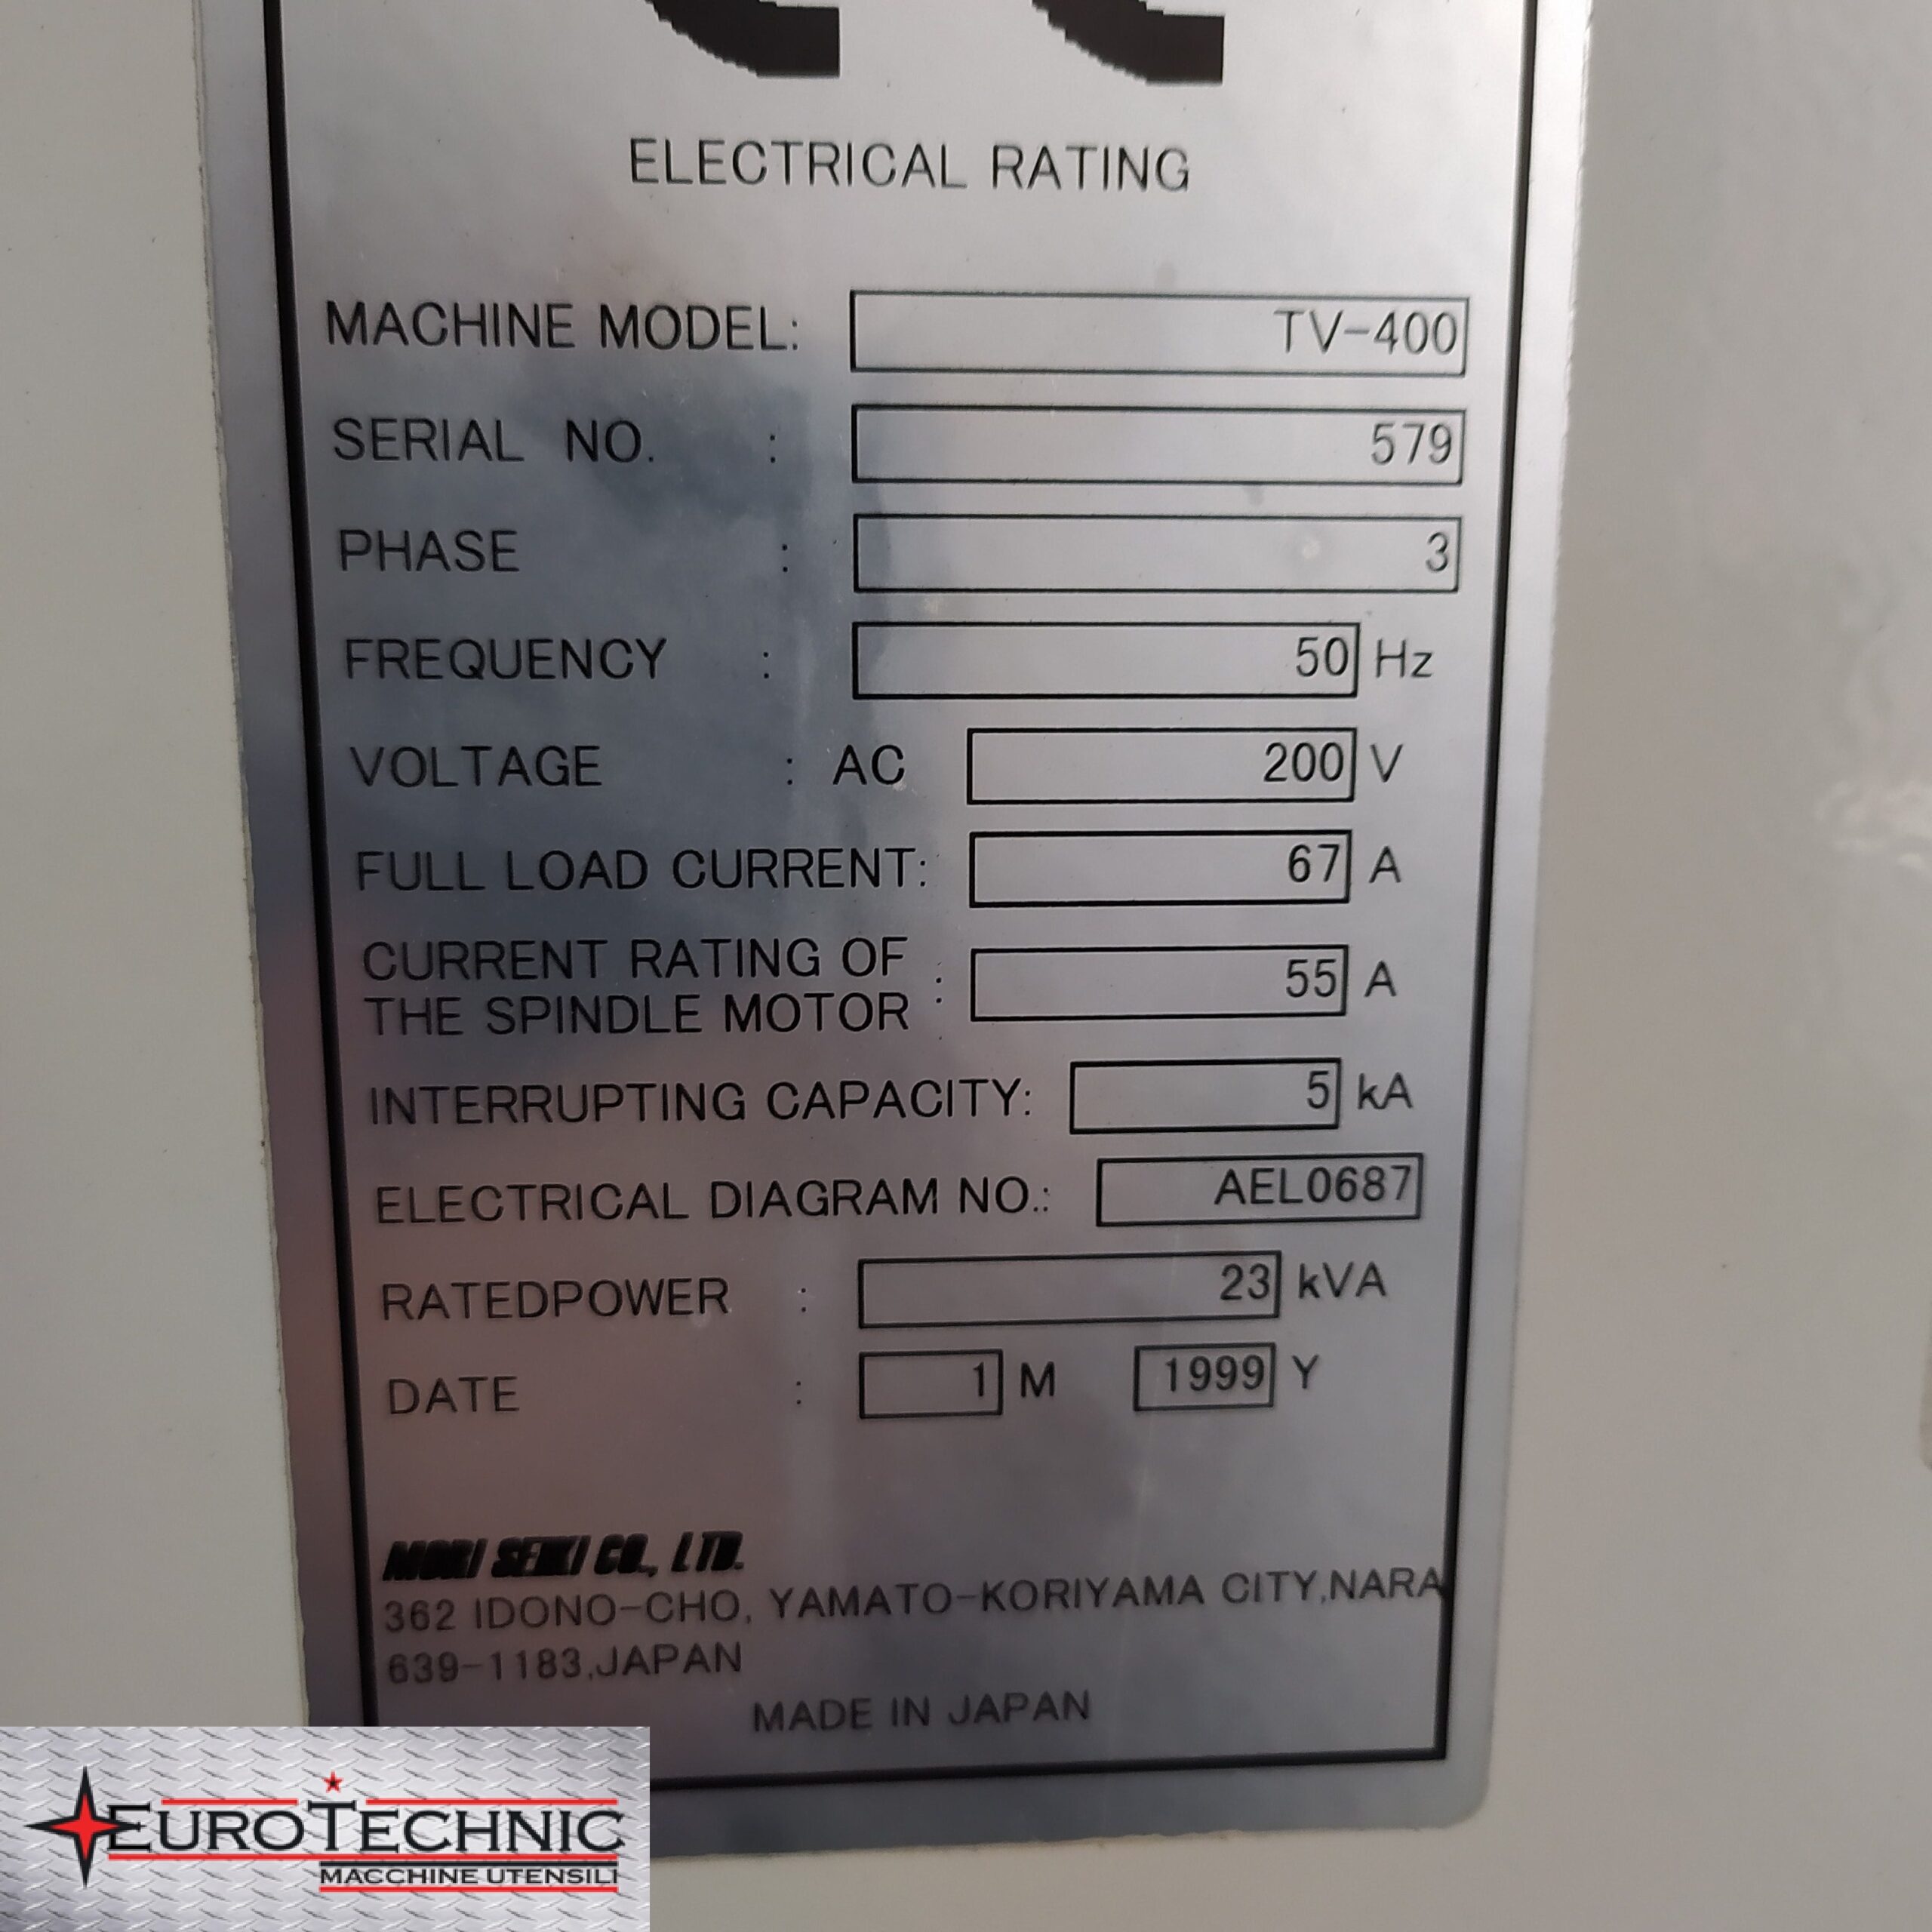 ELECTRICAL RATING
MACHINE MODEL: TV-400
SERIAL NO. : 579
PHASE : 3
FREQUENCY : 50 Hz
VOLTAGE : AC 200 V
FULL LOAD CURRENT: 67 A
CURRENT RATING OF
THE SPINDLE MOTOR : 55 A
INTERRUPTING CAPACITY: 5 kA
ELECTRICAL DIAGRAM NO.: AEL0687
RATEDPOWER : 23 kVA
DATE : 1 M 1999 Y
MORI SEIKI CO., LTD.
362 IDONO-CHO, YAMATO-KORIYAMA CITY,NARA
639-1183,JAPAN
MADE IN JAPAN
EUROTECHNIC
MACCHINE UTENSILI